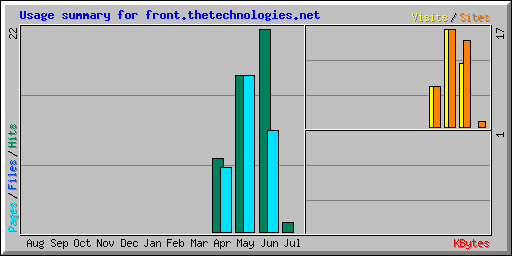 Usage summary for front.thetechnologies.net
Visits/Sites
22
17
Pages/Files/Hits
1
Aug Sep Oct Nov Dec Jan Feb Mar Apr May Jun Jul
KBytes